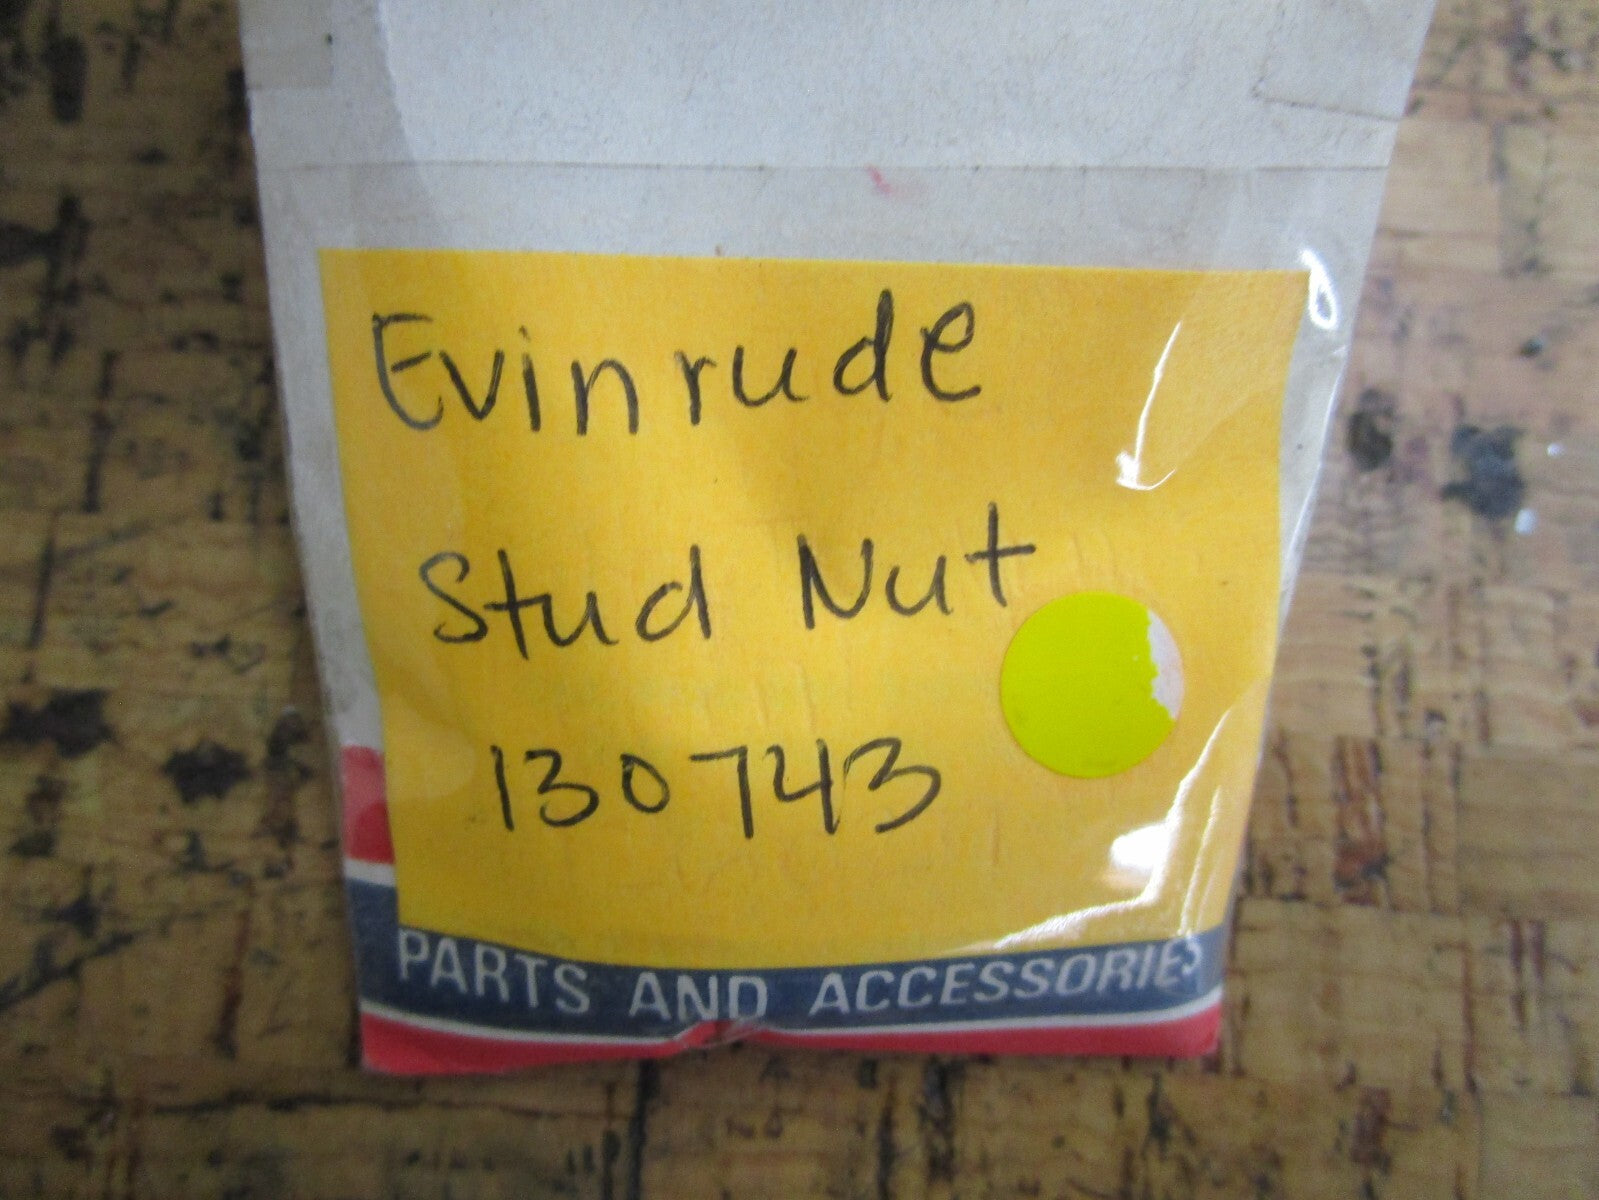 Evinrude
Stud Nut
130743
PARTS AND ACCESSORIES